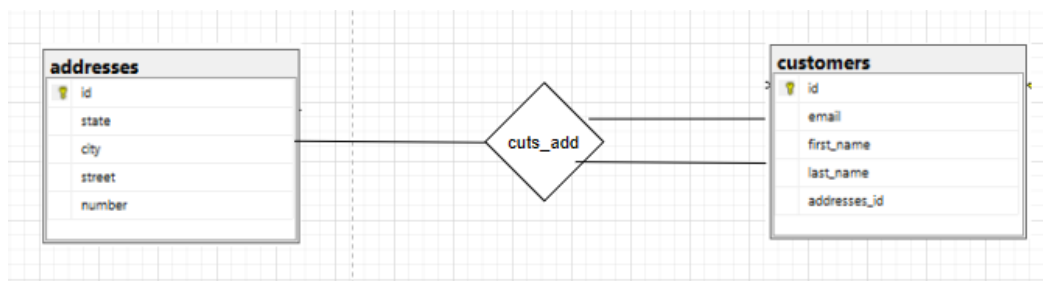 addresses
id
state
city
street
number
cuts_add
customers
id
email
first_name
last_name
addresses_id